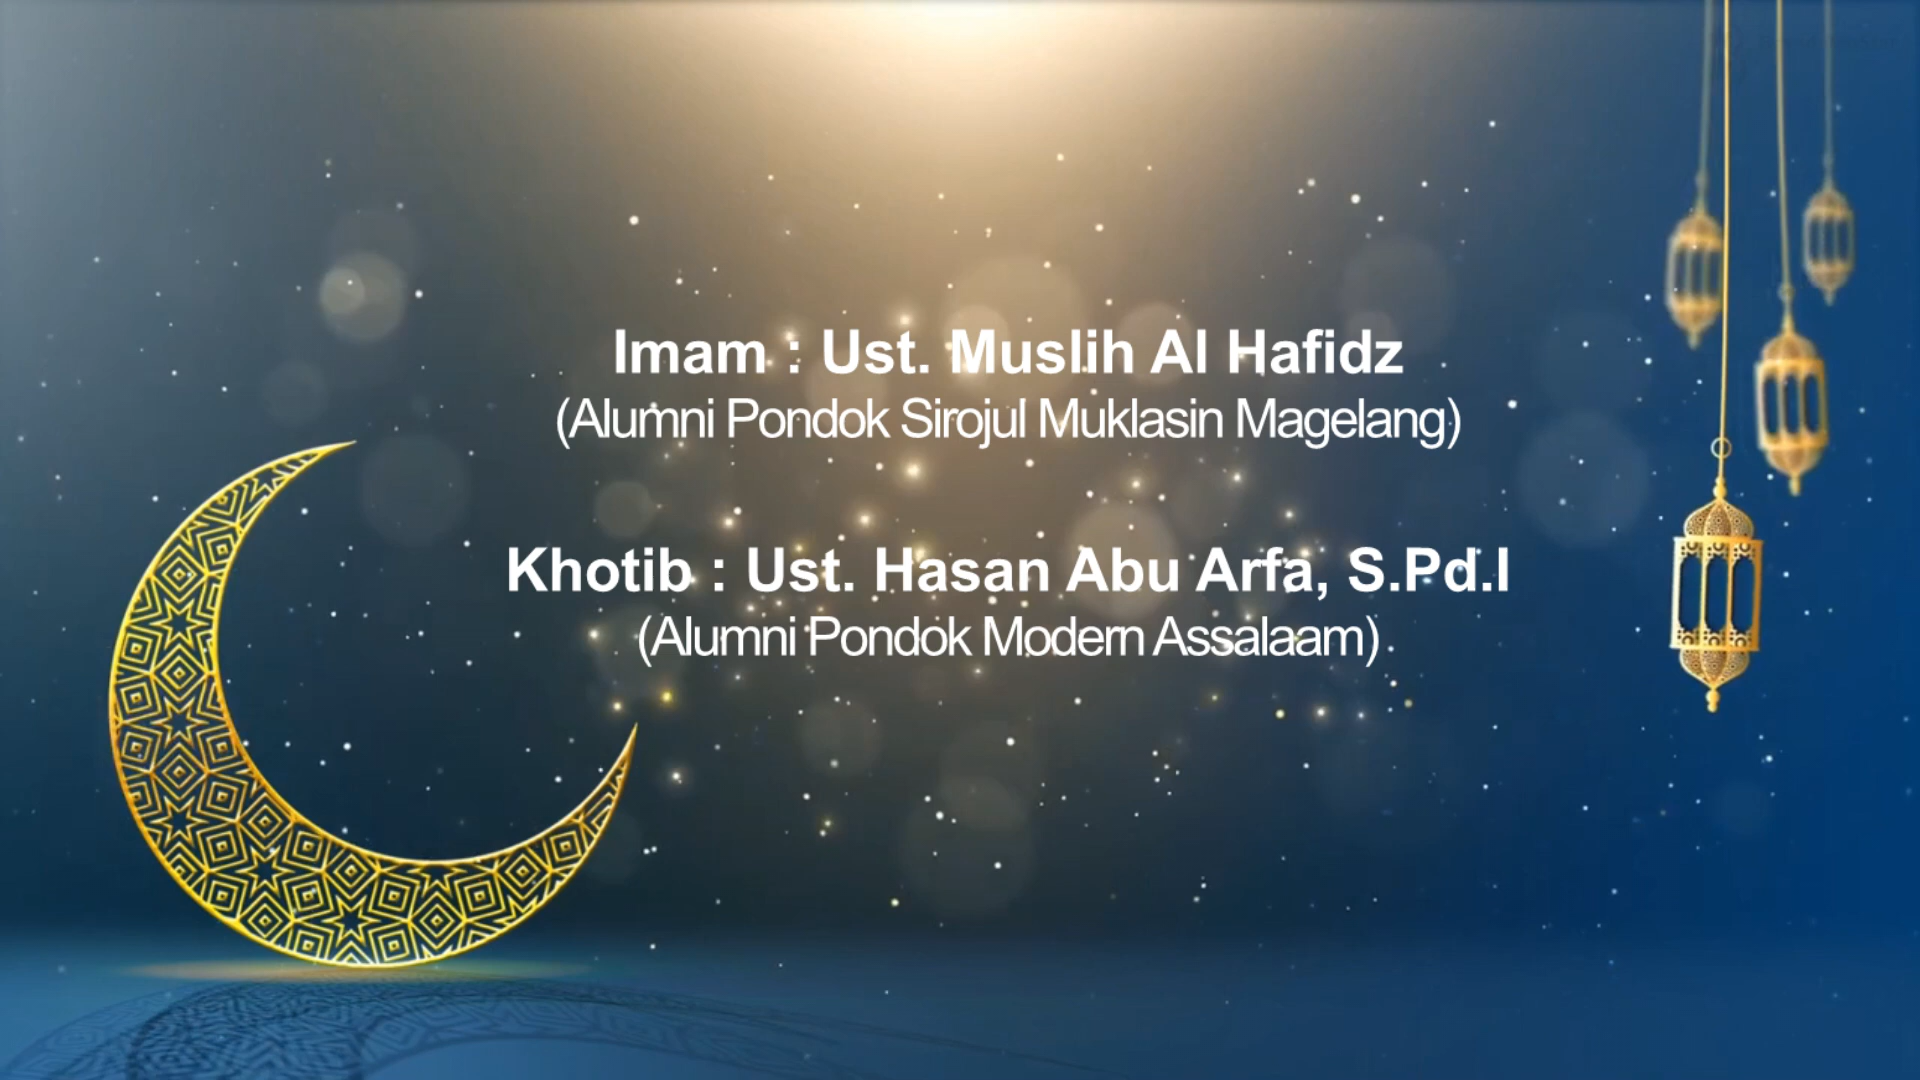 Imam : Ust. Muslih Al Hafidz
(Alumni Pondok Sirojul Muklasin Magelang)
Khotib : Ust. Hasan Abu Arfa, S.Pd.I
(Alumni Pondok Modern Assalaam)